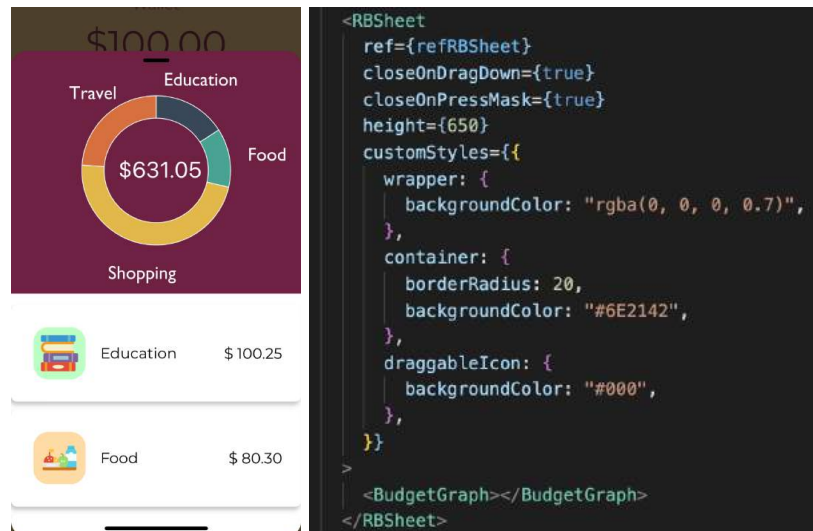 $100.00
Education
Travel
Food
$631.05
Shopping
Education $ 100.25
Food $ 80.30
<RBSheet
ref={refRBSheet}
closeOnDragDown={true}
closeOnPressMask={true}
height={650}
customStyles={{
wrapper: {
backgroundColor: "rgba(0, 0, 0, 0.7)",
},
container: {
borderRadius: 20,
backgroundColor: "#6E2142",
},
draggableIcon: {
backgroundColor: "#000",
},
}}
>
<BudgetGraph></BudgetGraph>
</RBSheet>